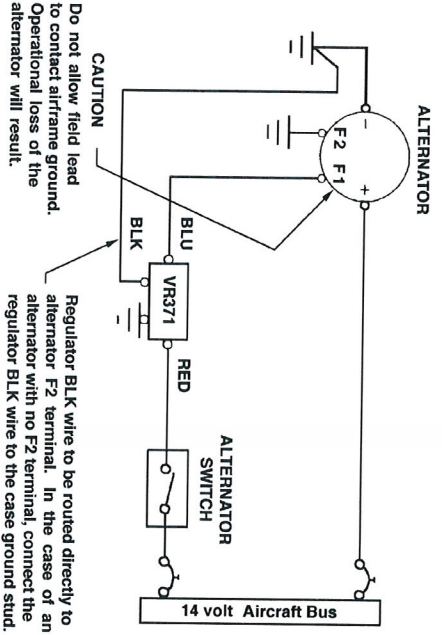 ALTERNATOR
–
+
F2
F1
CAUTION
Do not allow field lead
to contact airframe ground.
Operational loss of the
alternator will result.
BLU
BLK
VR371
RED
ALTERNATOR
SWITCH
Regulator BLK wire to be routed directly to
alternator F2 terminal. In the case of an
alternator with no F2 terminal, connect the
regulator BLK wire to the case ground stud.
14 volt Aircraft Bus